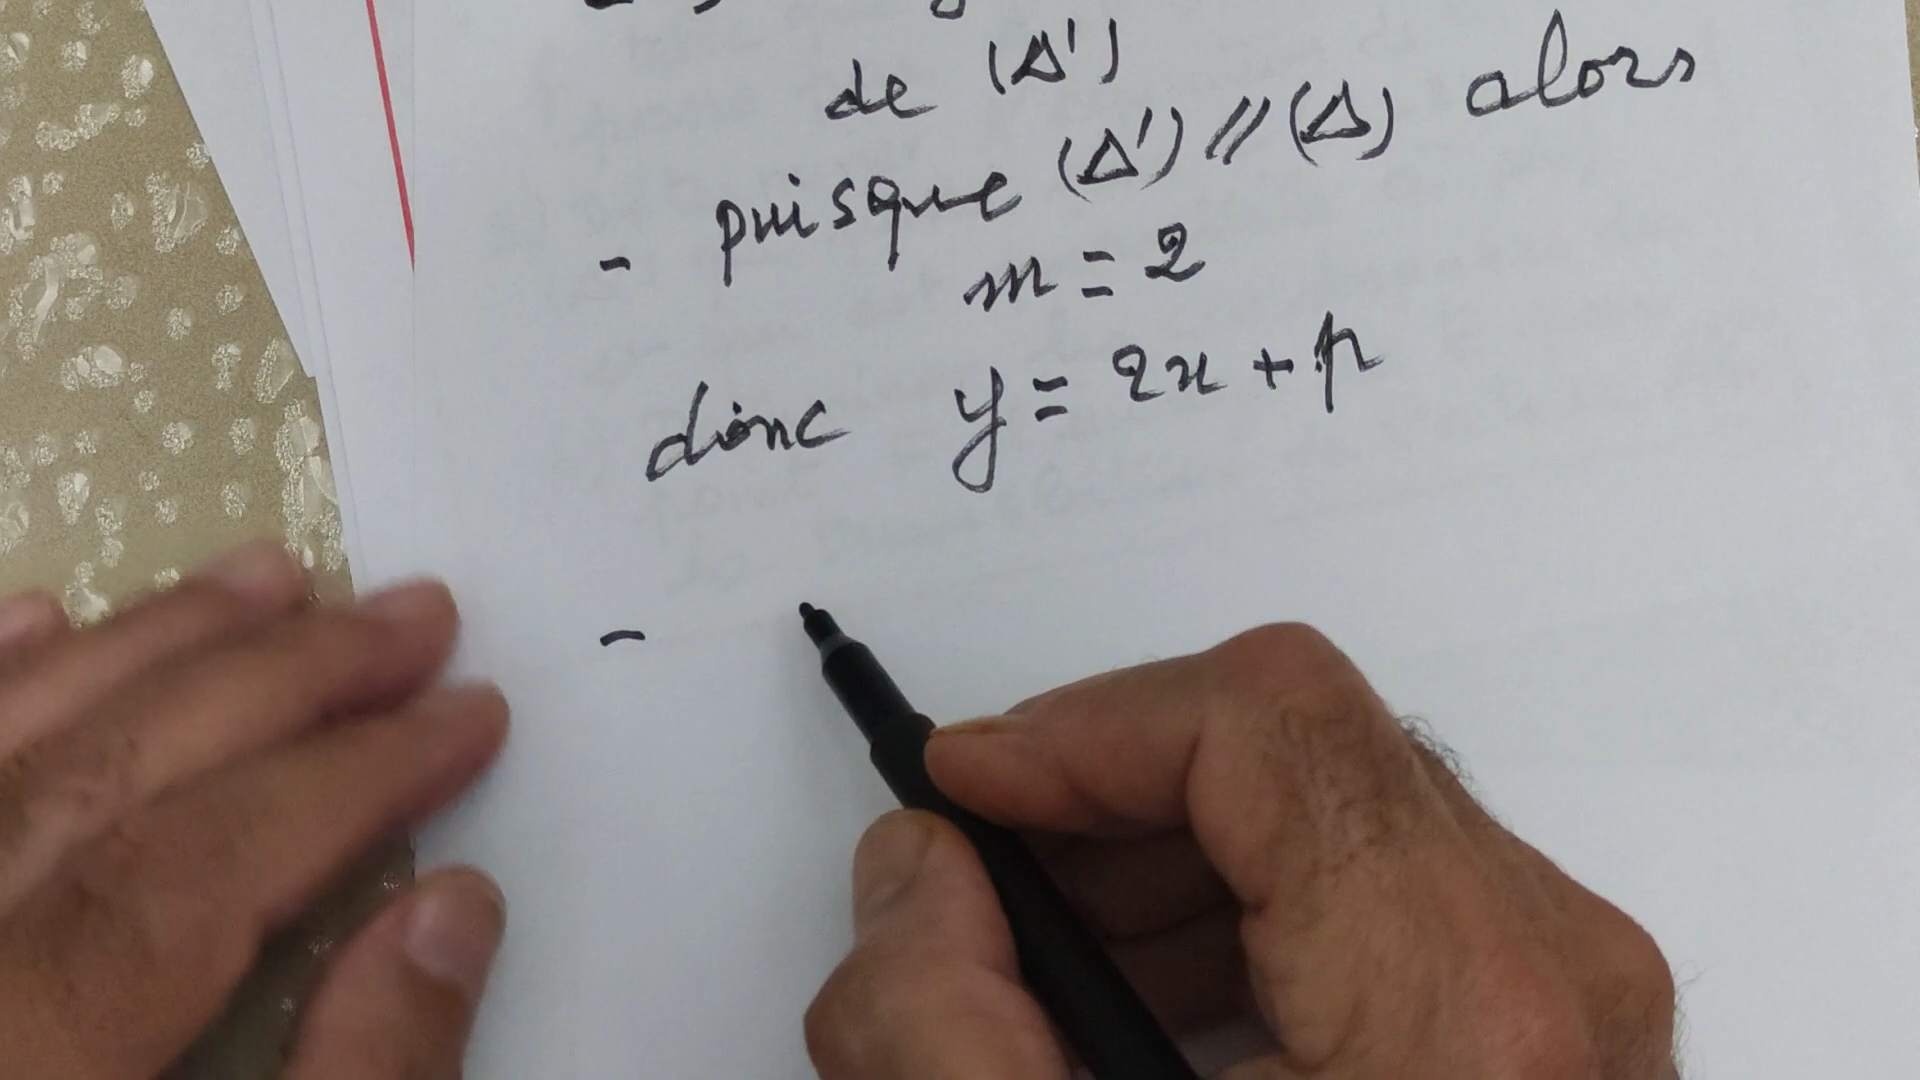 de (Δ')
- puisque (Δ') // (Δ) alors
m = 2
donc y = 2x + p
-